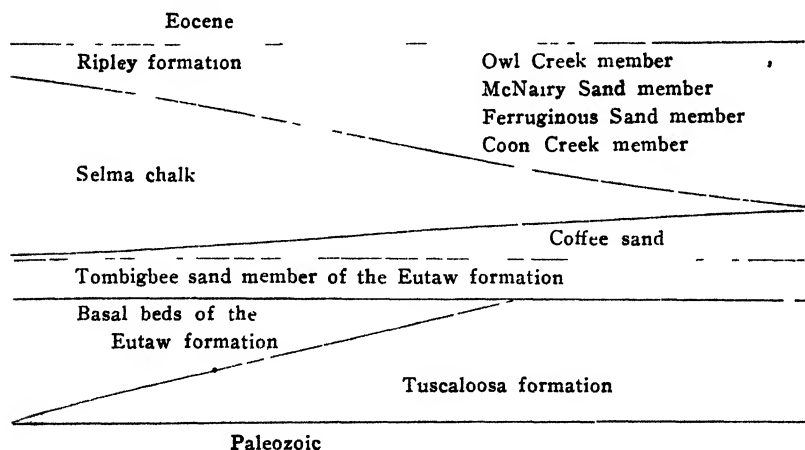 Eocene
Ripley formation
Owl Creek member
McNairy Sand member
Ferruginous Sand member
Coon Creek member
Selma chalk
Coffee sand
Tombigbee sand member of the Eutaw formation
Basal beds of the
Eutaw formation
Tuscaloosa formation
Paleozoic